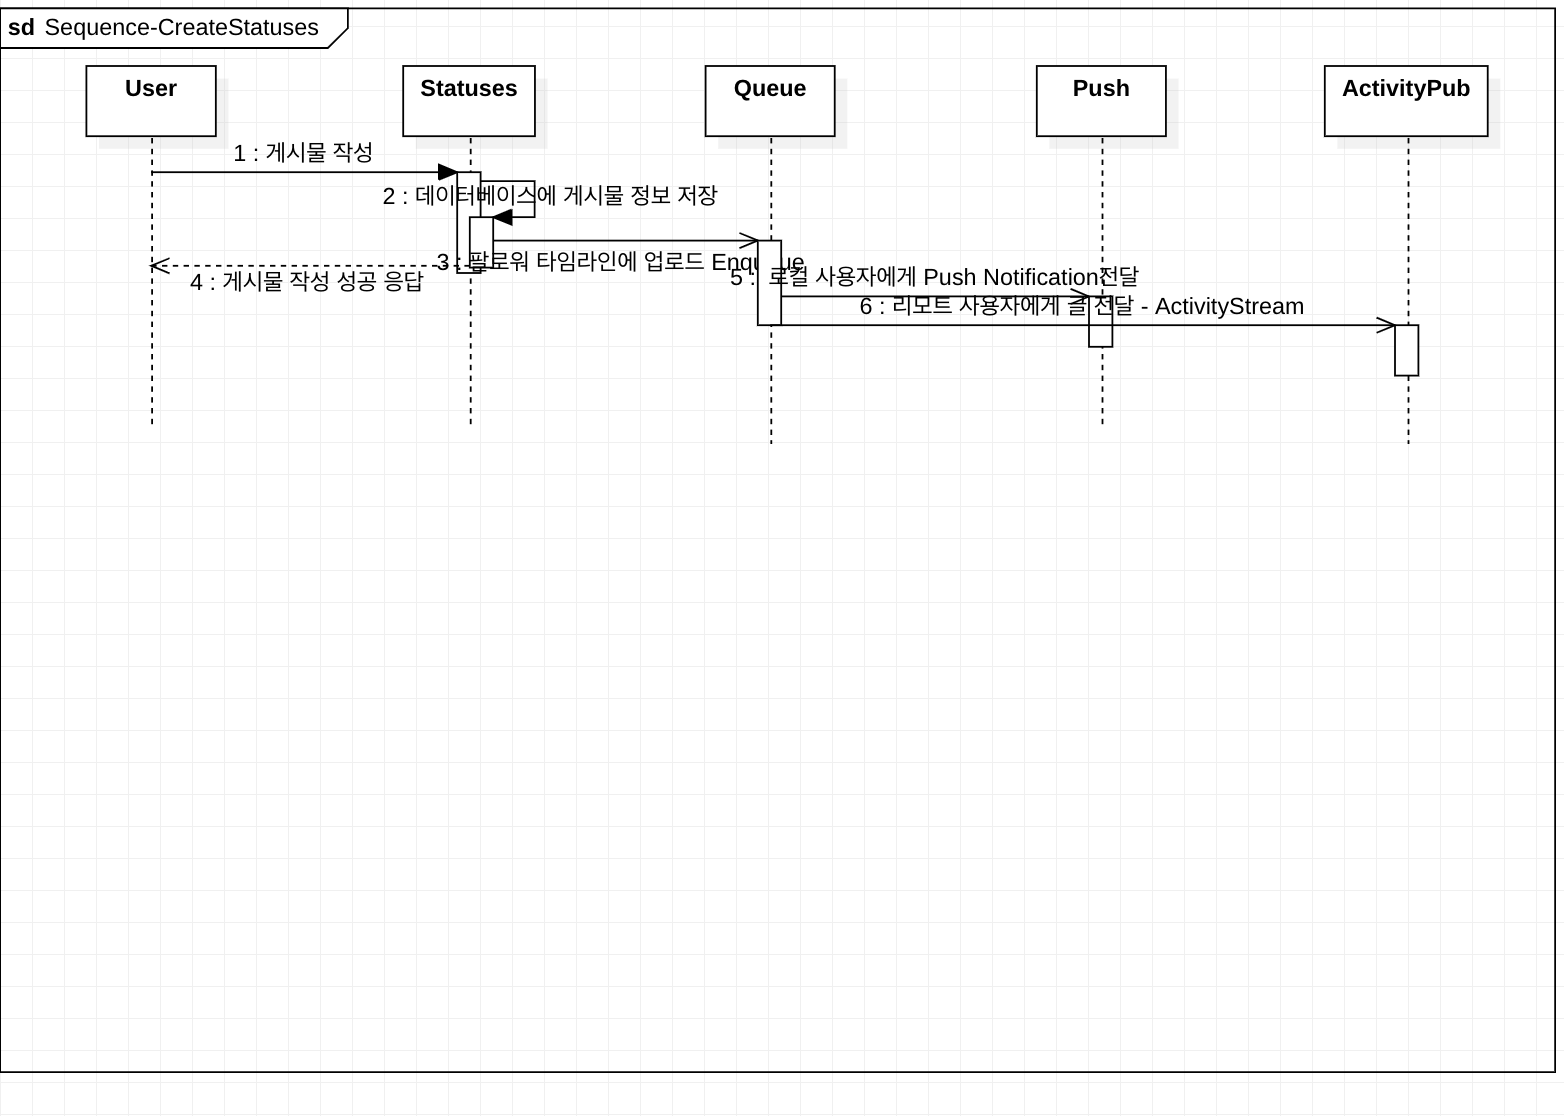 sd Sequence-CreateStatuses
User
Statuses
Queue
Push
ActivityPub
1 : 게시물 작성
2 : 데이터베이스에 게시물 정보 저장
3 : 팔로워 타임라인에 업로드 Enqueue
4 : 게시물 작성 성공 응답
5 : 로컬 사용자에게 Push Notification전달
6 : 리모트 사용자에게 글 전달 - ActivityStream